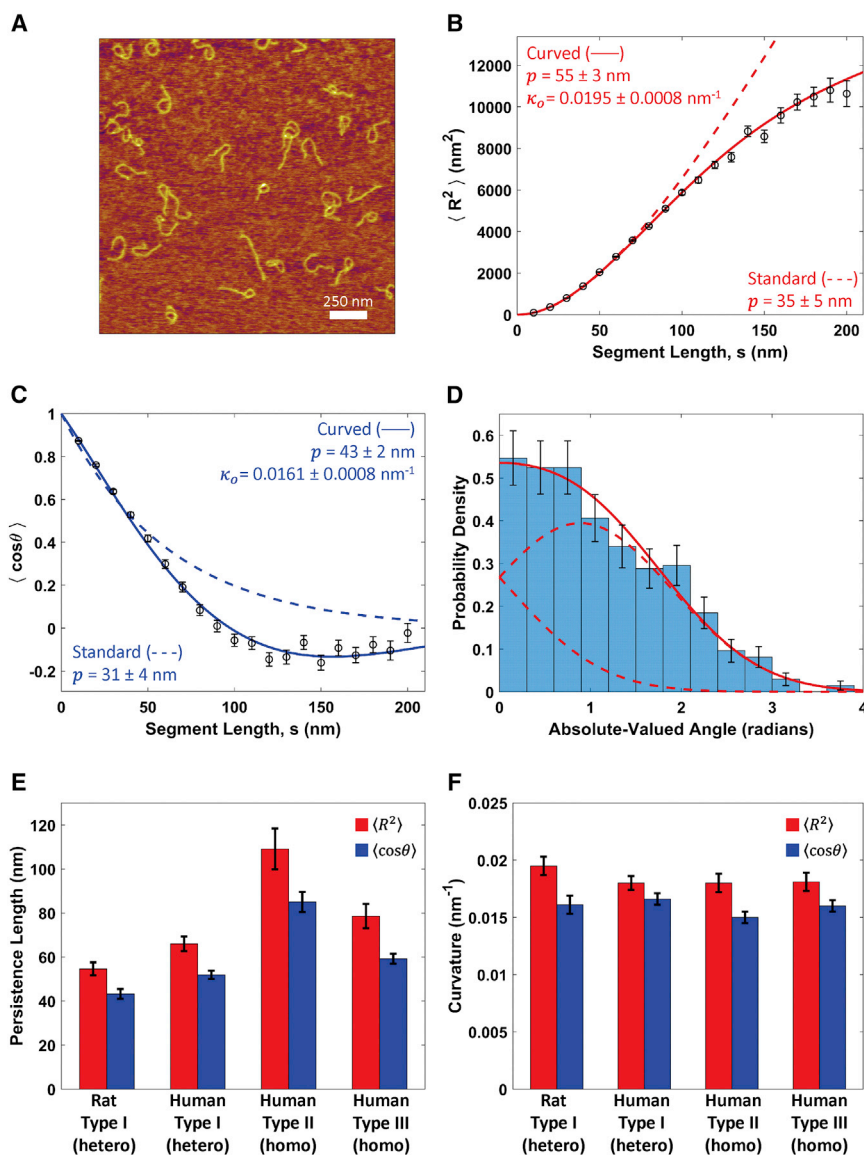 A
250 nm
B
Curved (——)
p = 55 ± 3 nm
κo = 0.0195 ± 0.0008 nm⁻¹
Standard (- - -)
p = 35 ± 5 nm
⟨ R² ⟩ (nm²)
12000
10000
8000
6000
4000
2000
0
0 50 100 150 200
Segment Length, s (nm)
C
Curved (——)
p = 43 ± 2 nm
κo = 0.0161 ± 0.0008 nm⁻¹
Standard (- - -)
p = 31 ± 4 nm
⟨ cosθ ⟩
1
0.8
0.6
0.4
0.2
0
-0.2
0 50 100 150 200
Segment Length, s (nm)
D
Probability Density
0.6
0.5
0.4
0.3
0.2
0.1
0
0 1 2 3 4
Absolute-Valued Angle (radians)
E
⟨R²⟩
⟨cosθ⟩
Persistence Length (nm)
120
100
80
60
40
20
0
Rat Human Human Human
Type I Type I Type II Type III
(hetero) (hetero) (homo) (homo)
F
⟨R²⟩
⟨cosθ⟩
Curvature (nm⁻¹)
0.025
0.02
0.015
0.01
0.005
0
Rat Human Human Human
Type I Type I Type II Type III
(hetero) (hetero) (homo) (homo)